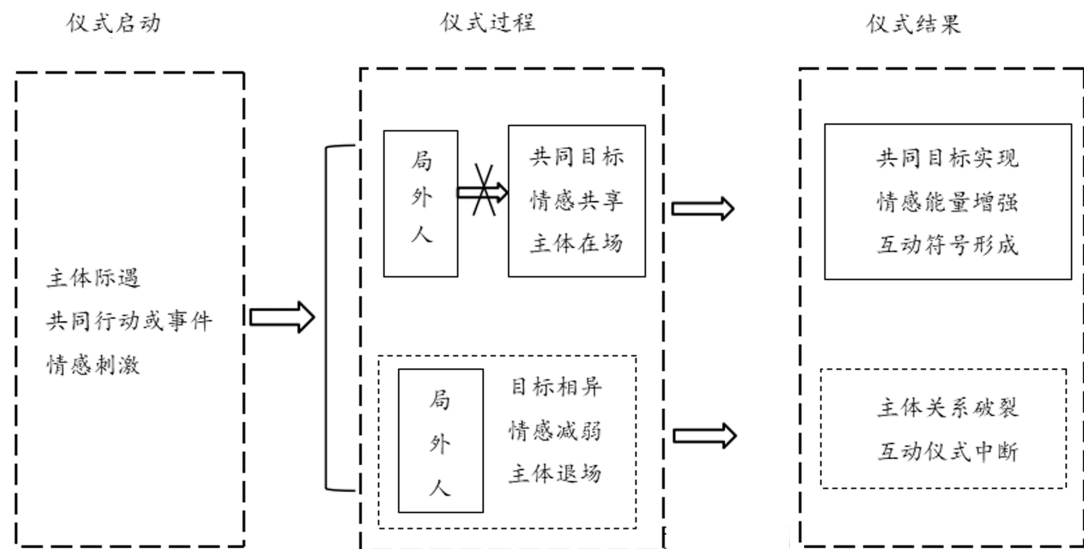 仪式启动
仪式过程
仪式结果
主体际遇
共同行动或事件
情感刺激
局
外
人
共同目标
情感共享
主体在场
局
外
人
目标相异
情感减弱
主体退场
共同目标实现
情感能量增强
互动符号形成
主体关系破裂
互动仪式中断